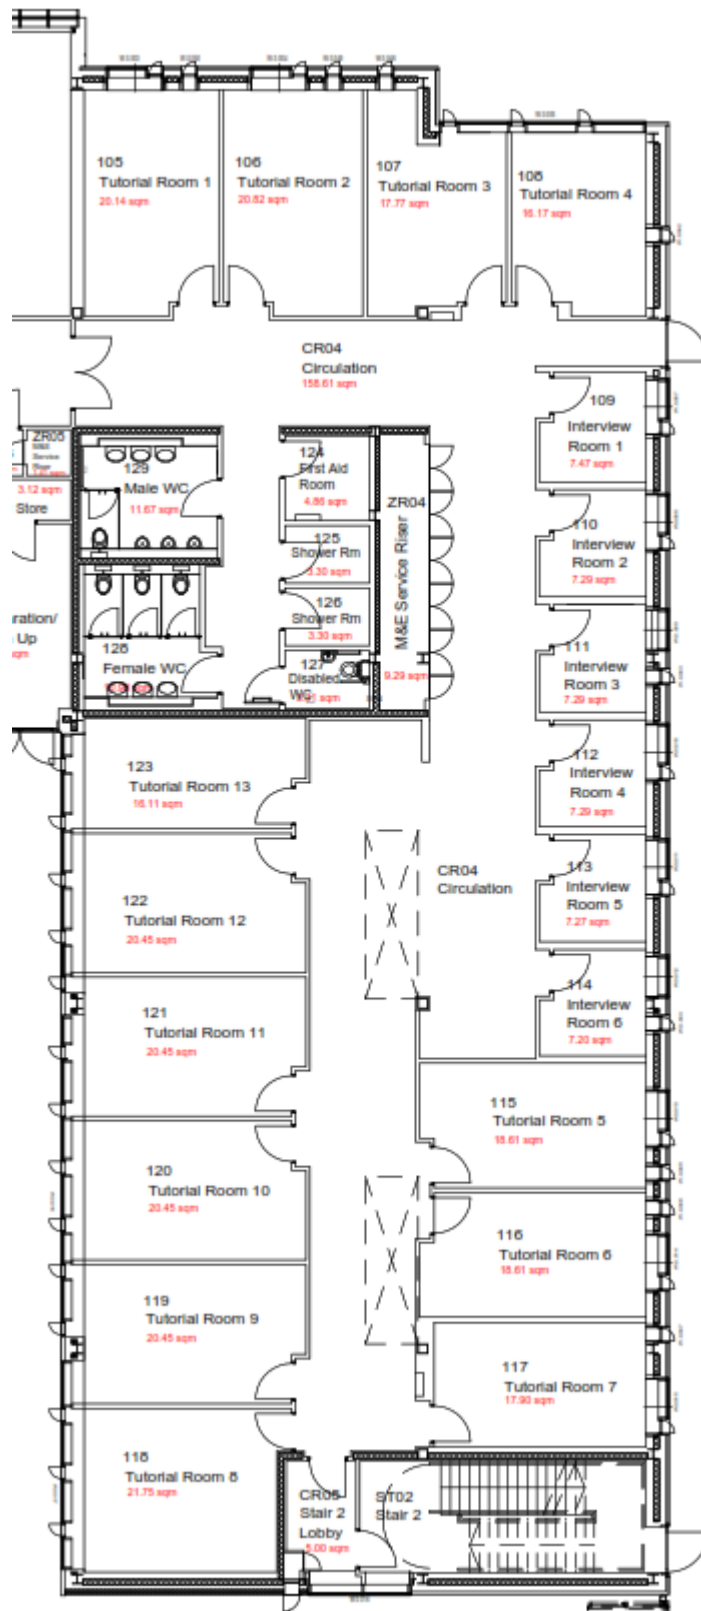 105
Tutorial Room 1
20.14 sqm
106
Tutorial Room 2
20.82 sqm
107
Tutorial Room 3
17.77 sqm
108
Tutorial Room 4
16.17 sqm
CR04
Circulation
158.61 sqm
109
Interview
Room 1
7.47 sqm
ZR05
M&E
Service
Riser
3.12 sqm
Store
129
Male WC
11.67 sqm
124
First Aid
Room
4.86 sqm
ZR04
M&E Service Riser
9.29 sqm
110
Interview
Room 2
7.29 sqm
125
Shower Rm
3.30 sqm
126
Shower Rm
3.30 sqm
aration/
Up
111
Interview
Room 3
7.29 sqm
128
Female WC
127
Disabled
WC
sqm
112
Interview
Room 4
7.29 sqm
123
Tutorial Room 13
16.11 sqm
113
Interview
Room 5
7.27 sqm
CR04
Circulation
122
Tutorial Room 12
20.45 sqm
114
Interview
Room 6
7.20 sqm
121
Tutorial Room 11
20.45 sqm
115
Tutorial Room 5
18.61 sqm
120
Tutorial Room 10
20.45 sqm
116
Tutorial Room 6
18.61 sqm
119
Tutorial Room 9
20.45 sqm
117
Tutorial Room 7
17.90 sqm
118
Tutorial Room 8
21.75 sqm
CR05
Stair 2
Lobby
5.00 sqm
ST02
Stair 2